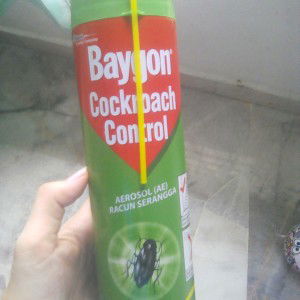 Baygon
Cockroach
Control
AEROSOL (AE)
RACUN SERANGGA